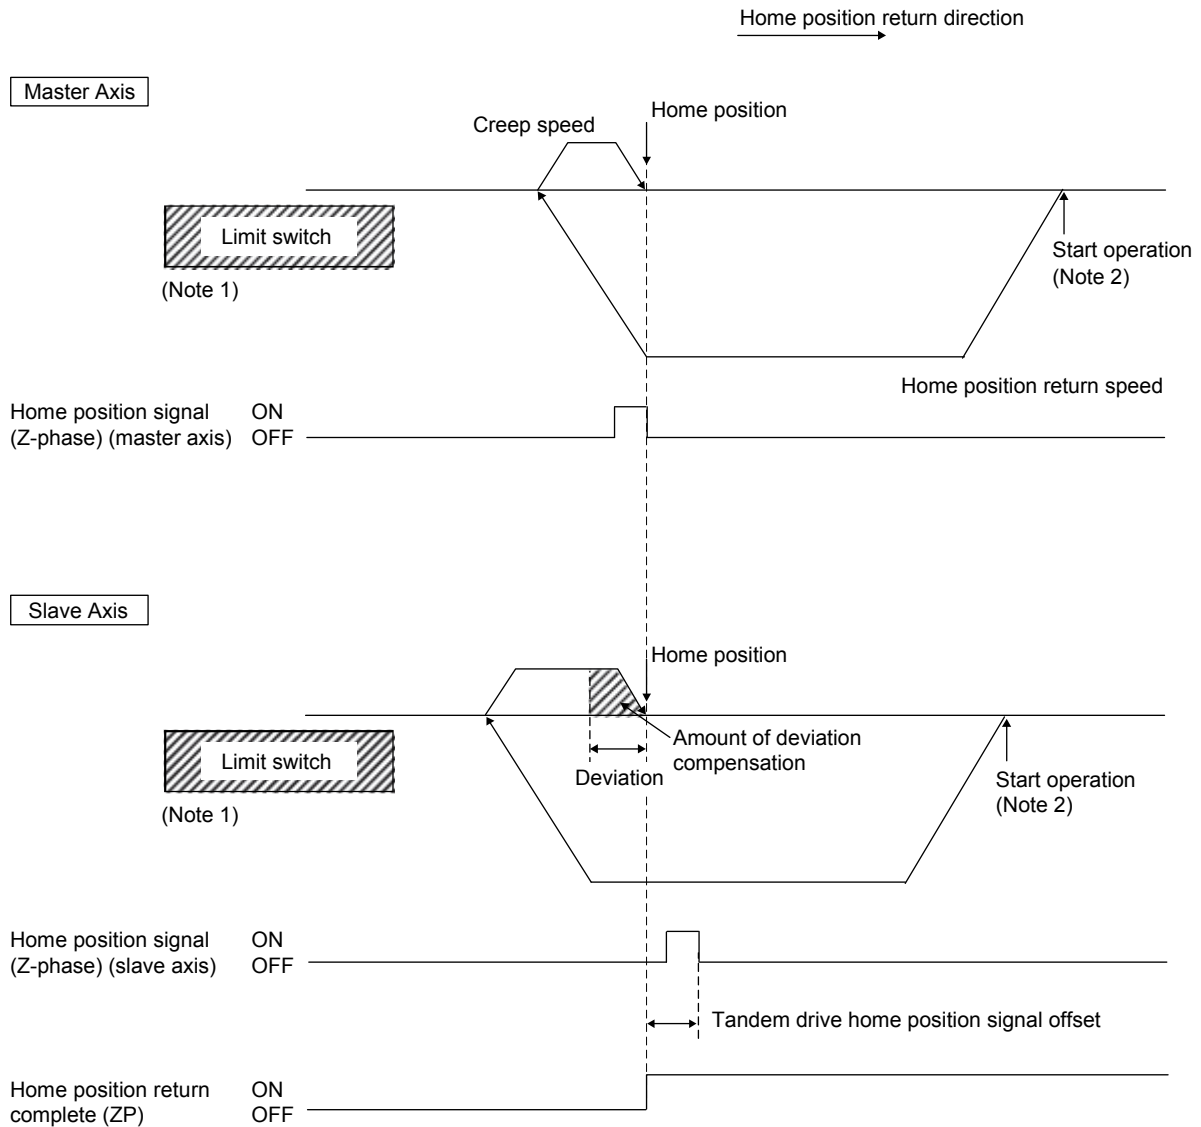 Home position return direction
Master Axis
Home position
Creep speed
Limit switch
(Note 1)
Start operation
(Note 2)
Home position return speed
Home position signal ON
(Z-phase) (master axis) OFF
Slave Axis
Home position
Amount of deviation
compensation
Deviation
Limit switch
(Note 1)
Start operation
(Note 2)
Home position signal ON
(Z-phase) (slave axis) OFF
Tandem drive home position signal offset
Home position return ON
complete (ZP) OFF